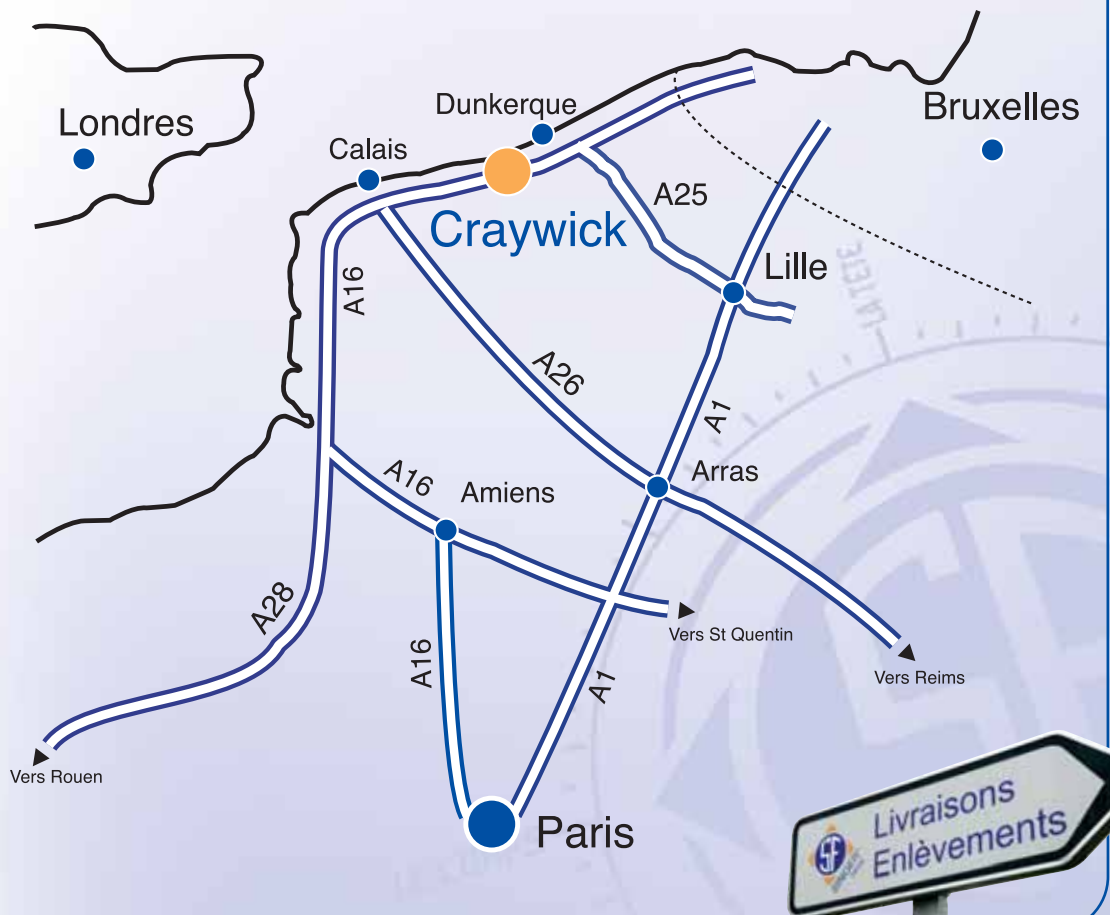 Londres
Dunkerque
Bruxelles
Calais
A25
Craywick
Lille
A16
A26
A1
A16
Amiens
Arras
A28
A16
A1
Vers St Quentin
Vers Reims
Vers Rouen
Paris
SF
Livraisons
Enlèvements